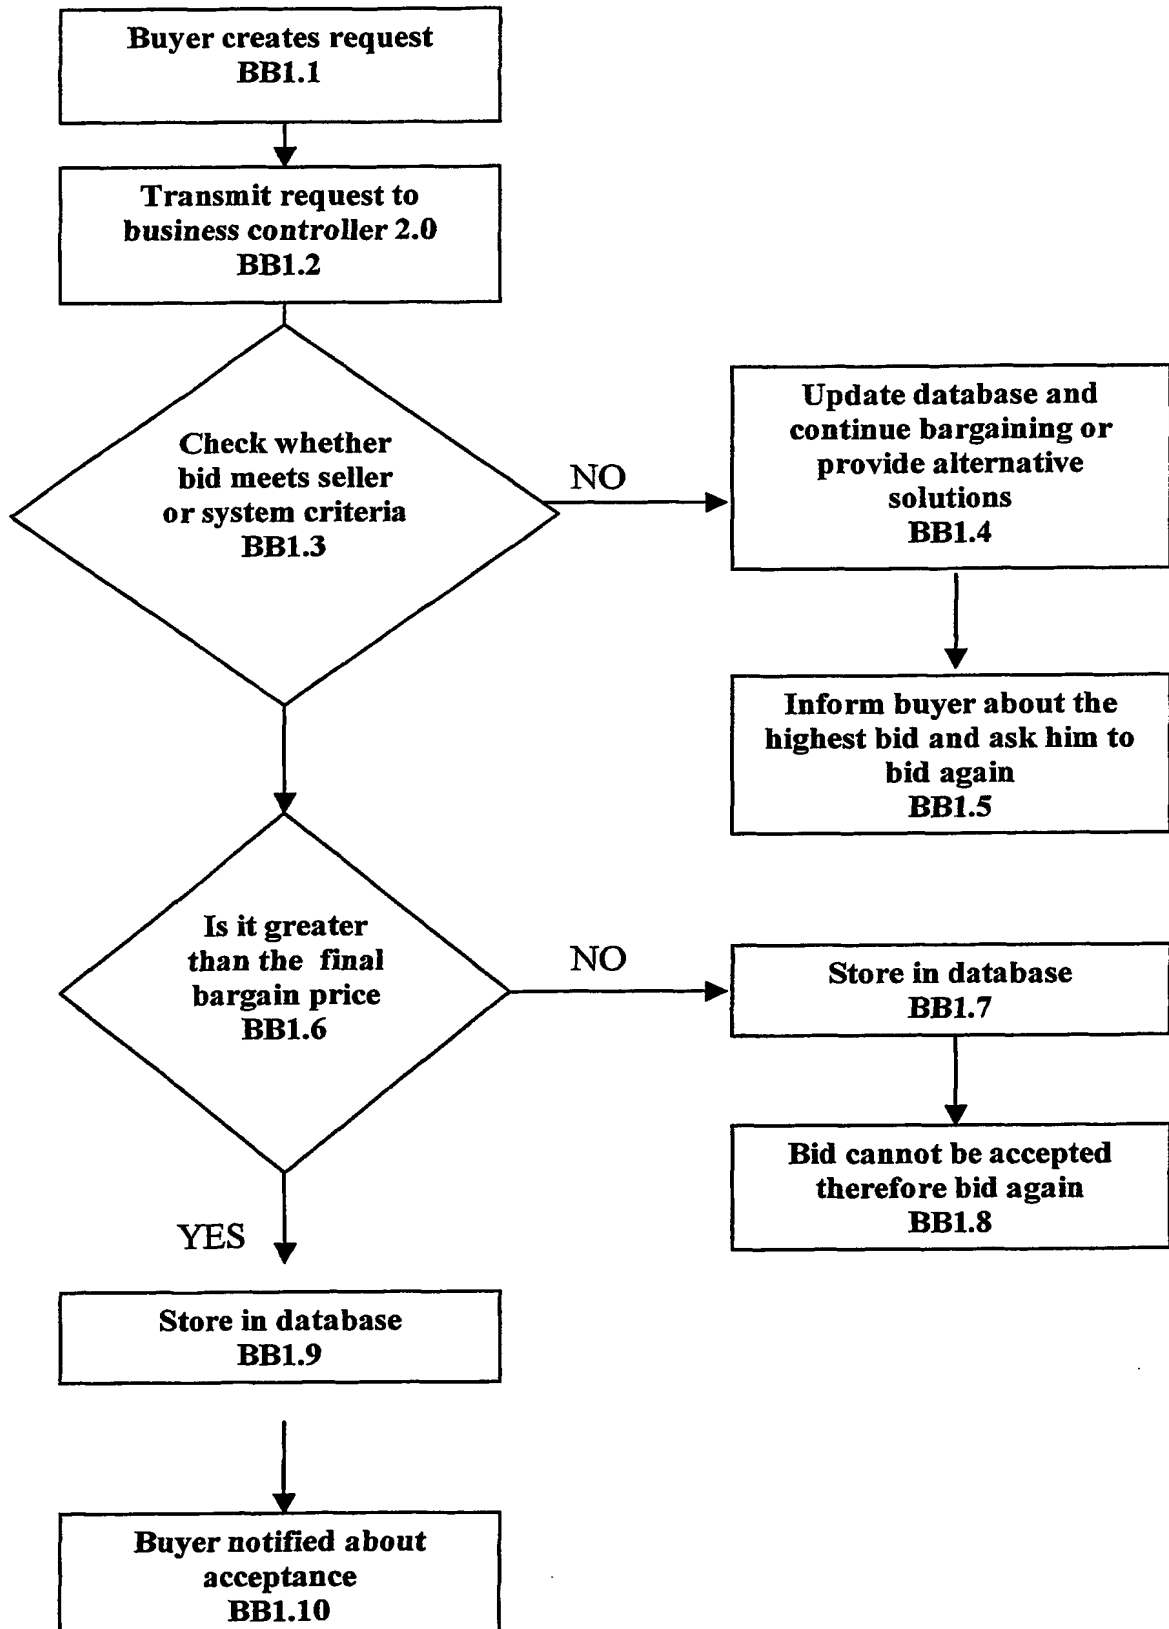 Buyer creates request
BB1.1
Transmit request to
business controller 2.0
BB1.2
Check whether
bid meets seller
or system criteria
BB1.3
NO
Update database and
continue bargaining or
provide alternative
solutions
BB1.4
Inform buyer about the
highest bid and ask him to
bid again
BB1.5
Is it greater
than the final
bargain price
BB1.6
NO
Store in database
BB1.7
Bid cannot be accepted
therefore bid again
BB1.8
YES
Store in database
BB1.9
Buyer notified about
acceptance
BB1.10